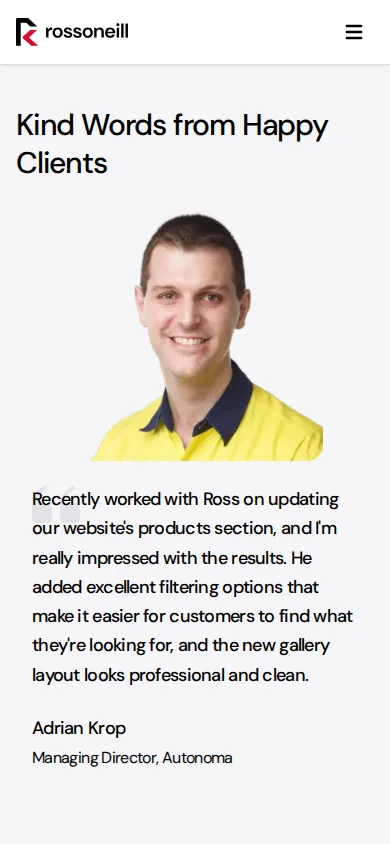 rossoneill
Kind Words from Happy
Clients
Recently worked with Ross on updating
our website's products section, and I'm
really impressed with the results. He
added excellent filtering options that
make it easier for customers to find what
they're looking for, and the new gallery
layout looks professional and clean.
Adrian Krop
Managing Director, Autonoma